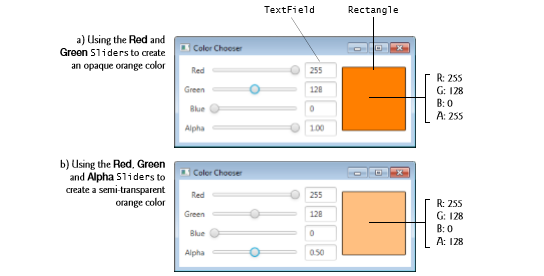 TextField Rectangle
a) Using the Red and
Green Sliders to create
an opaque orange color
Color Chooser
Red 255
Green 128
Blue 0
Alpha 1.00
R: 255
G: 128
B: 0
A: 255
b) Using the Red, Green
and Alpha Sliders to
create a semi-transparent
orange color
Color Chooser
Red 255
Green 128
Blue 0
Alpha 0.50
R: 255
G: 128
B: 0
A: 128